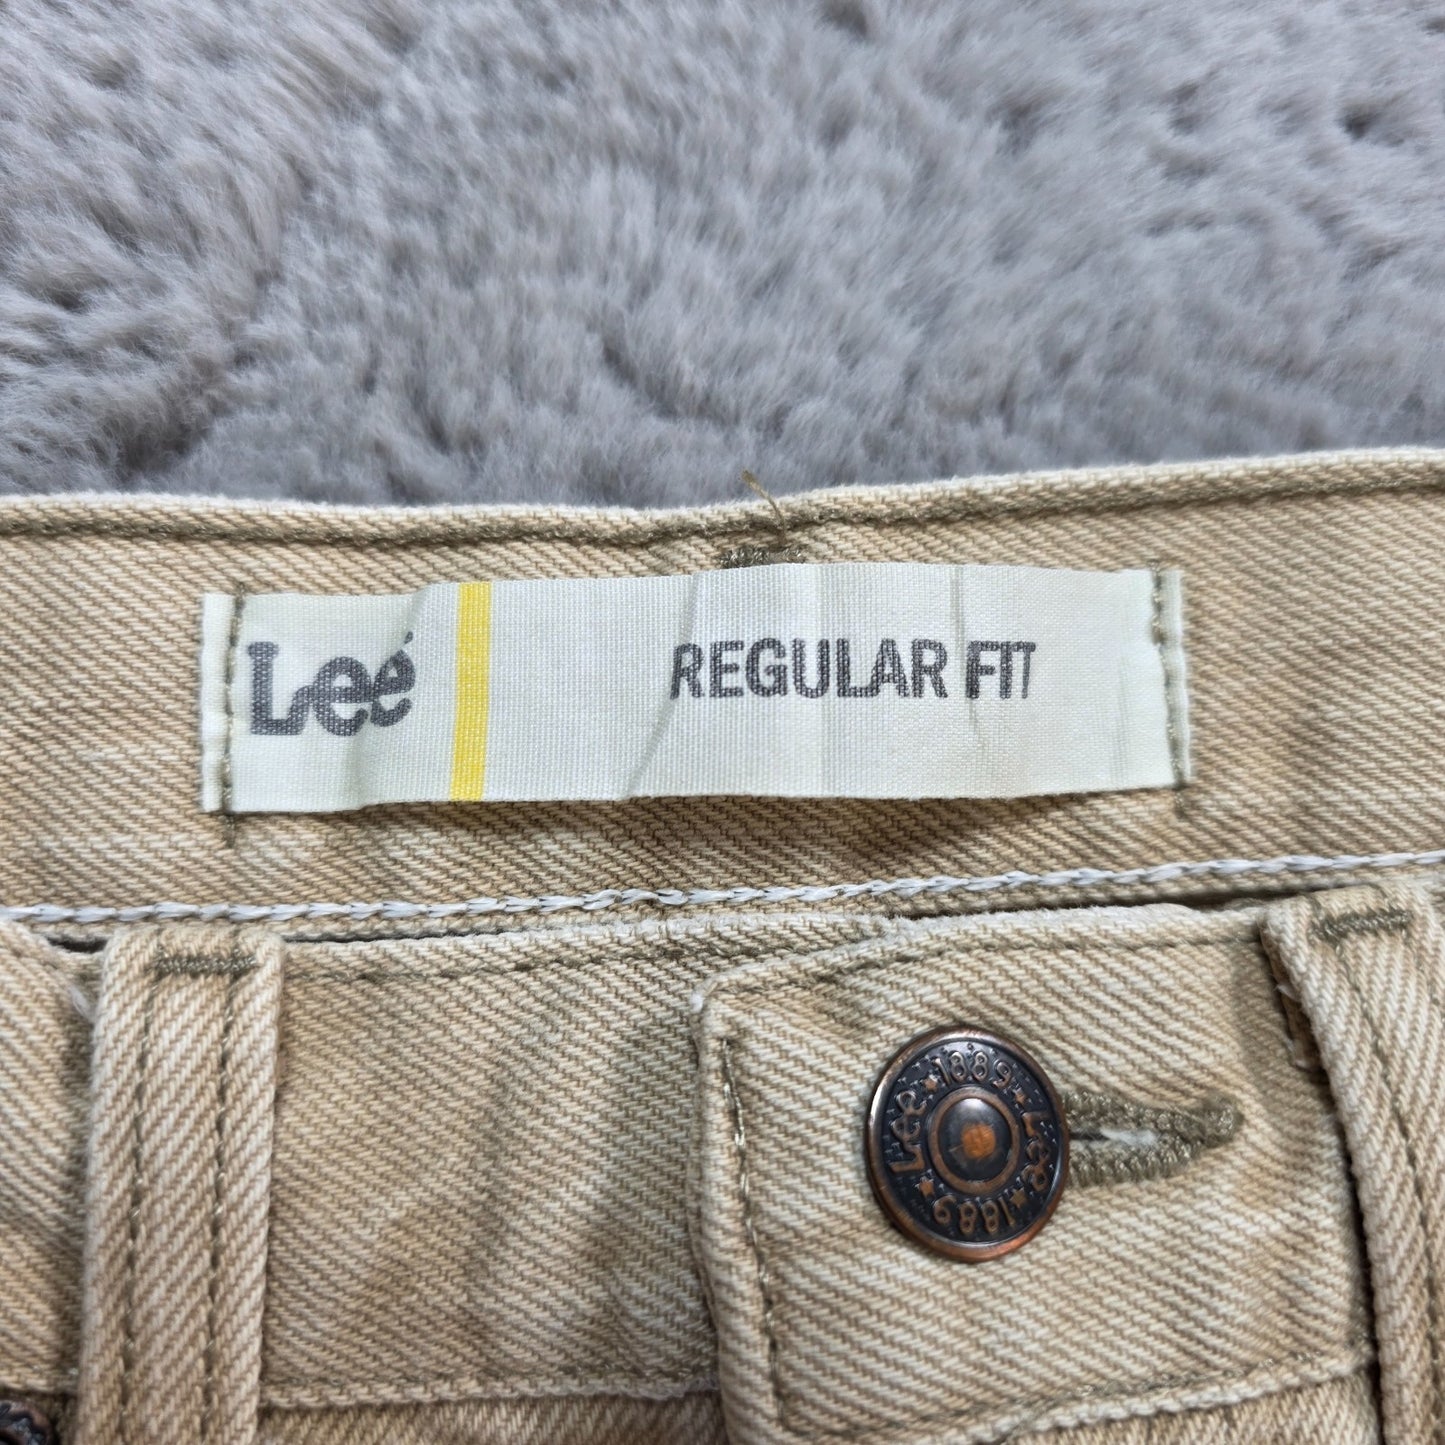 Lee
REGULAR FIT
Lee ★ 1889 ★ Lee ★ 1889 ★